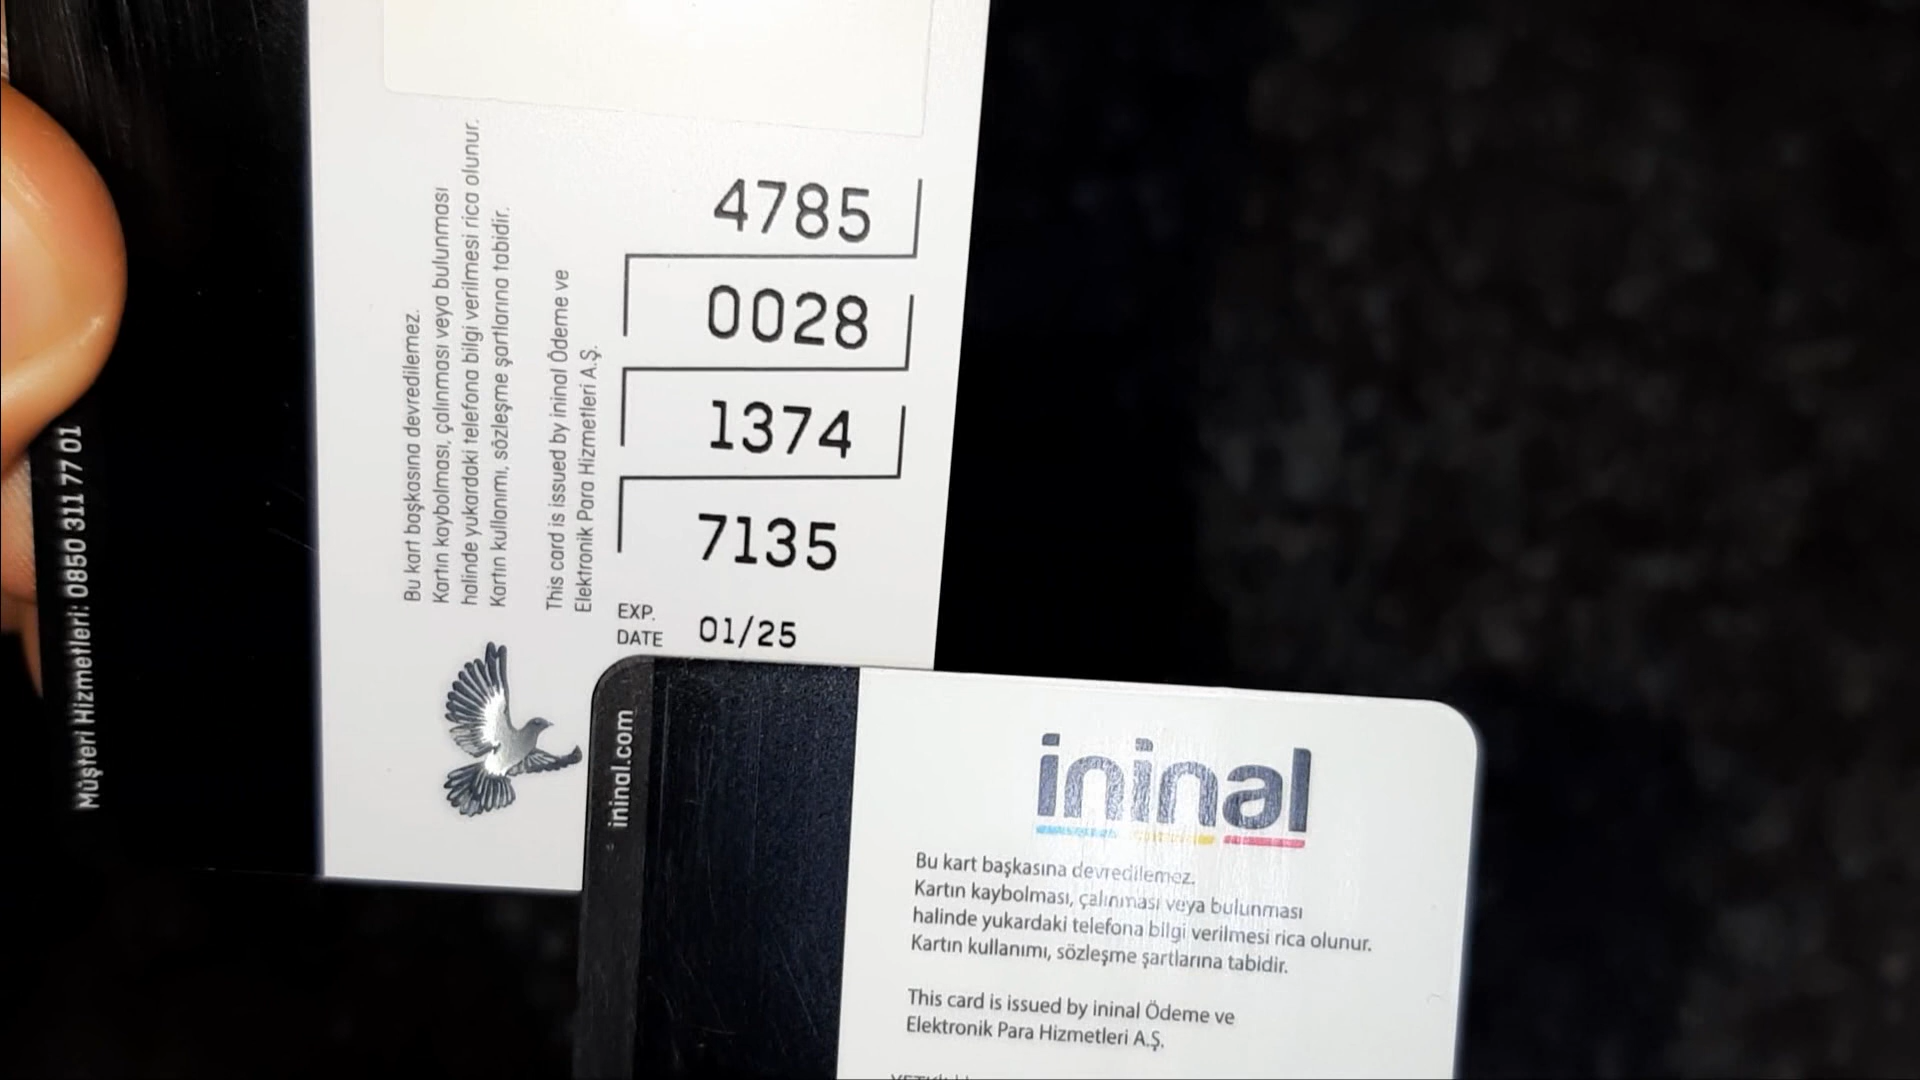 Müşteri Hizmetleri: 0850 311 77 01
Bu kart başkasına devredilemez.
Kartın kaybolması, çalınması veya bulunması
halinde yukardaki telefona bilgi verilmesi rica olunur.
Kartın kullanımı, sözleşme şartlarına tabidir.
This card is issued by ininal Ödeme ve
Elektronik Para Hizmetleri A.Ş.
4785
0028
1374
7135
EXP.
DATE 01/25
ininal.com
ininal
Bu kart başkasına devredilemez.
Kartın kaybolması, çalınması veya bulunması
halinde yukardaki telefona bilgi verilmesi rica olunur.
Kartın kullanımı, sözleşme şartlarına tabidir.
This card is issued by ininal Ödeme ve
Elektronik Para Hizmetleri A.Ş.